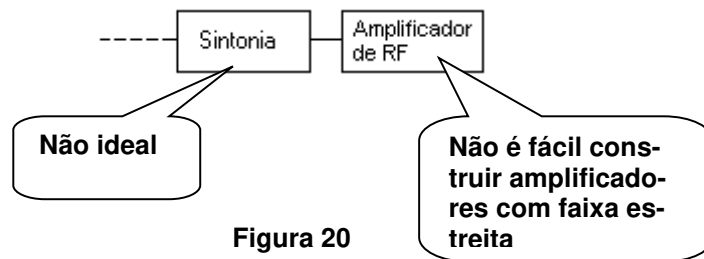 Sintonia
Amplificador
de RF
Não ideal
Não é fácil cons-
truir amplificado-
res com faixa es-
treita
Figura 20